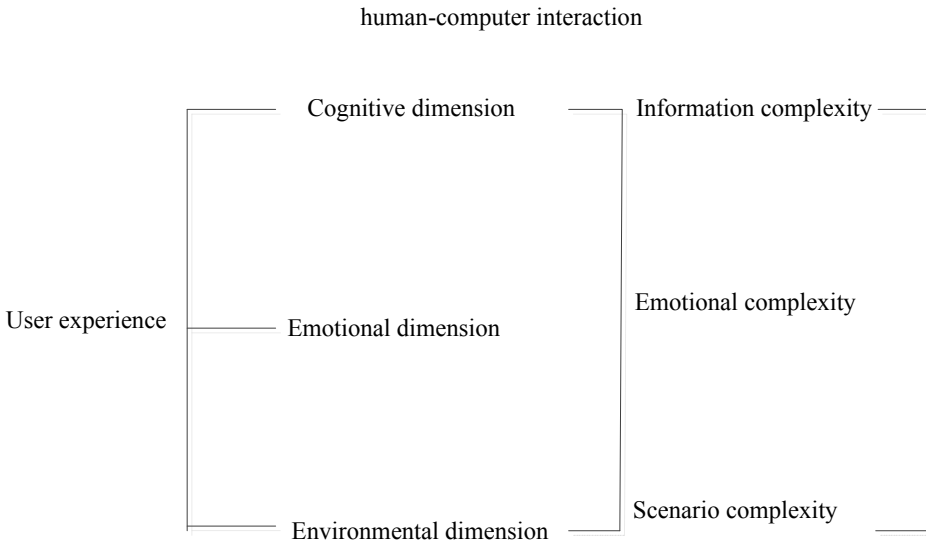 human-computer interaction
Cognitive dimension
Information complexity
User experience
Emotional dimension
Emotional complexity
Environmental dimension
Scenario complexity